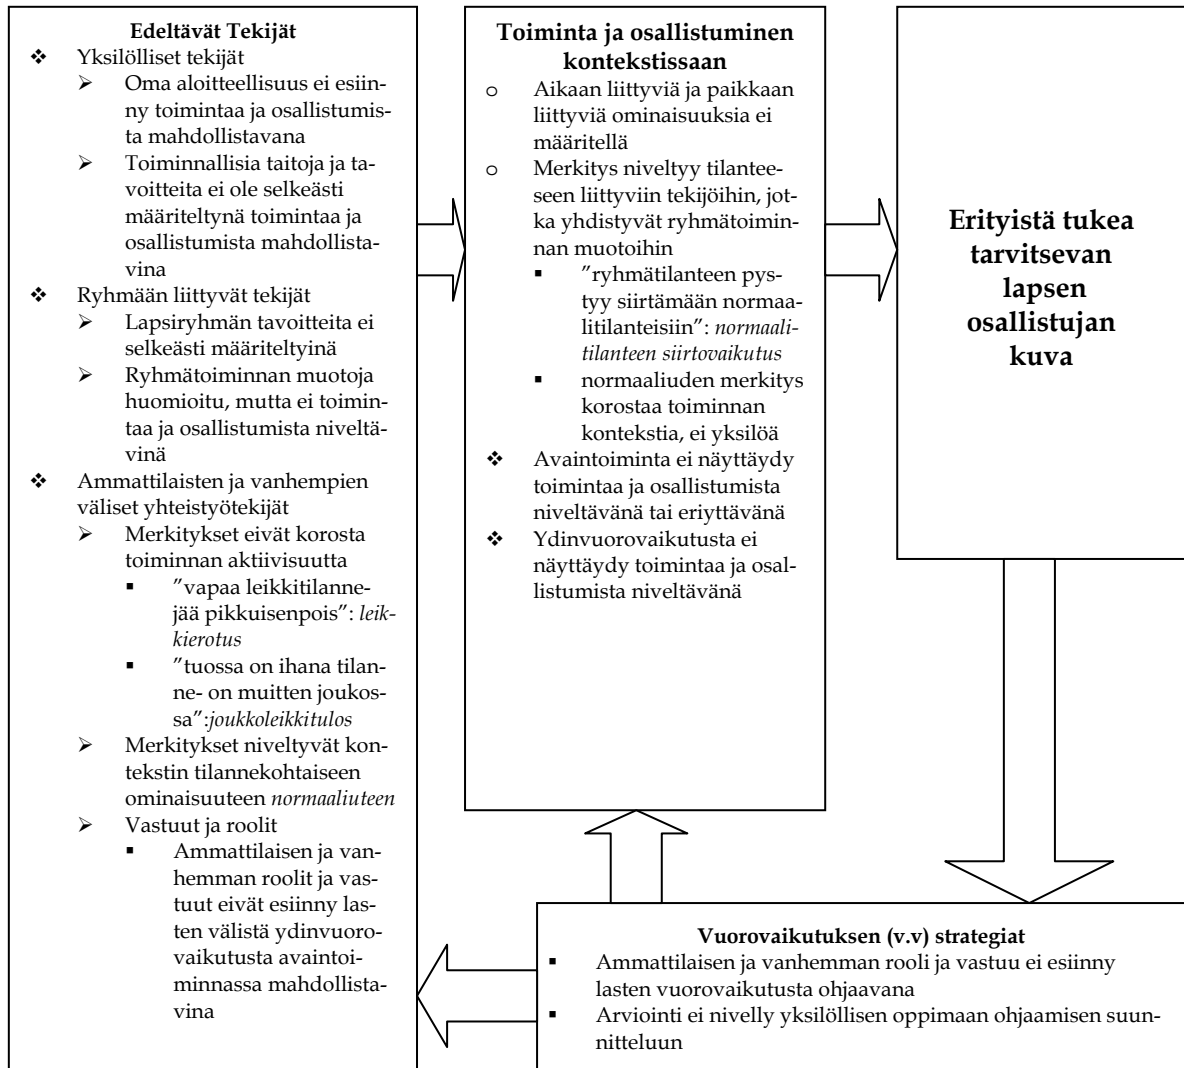 Edeltävät Tekijät
❖ Yksilölliset tekijät
➢ Oma aloitteellisuus ei esiin-
ny toimintaa ja osallistumis-
ta mahdollistavana
➢ Toiminnallisia taitoja ja ta-
voitteita ei ole selkeästi
määriteltynä toimintaa ja
osallistumista mahdollista-
vina
❖ Ryhmään liittyvät tekijät
➢ Lapsiryhmän tavoitteita ei
selkeästi määriteltyinä
➢ Ryhmätoiminnan muotoja
huomioitu, mutta ei toimin-
taa ja osallistumista niveltä-
vinä
❖ Ammattilaisten ja vanhempien
väliset yhteistyötekijät
➢ Merkitykset eivät korosta
toiminnan aktiivisuutta
▪ ”vapaa leikkitilanne-
jää pikkuisenpois”: leik-
kierotus
▪ ”tuossa on ihana tilan-
ne- on muitten joukos-
sa”:joukkoleikkitulos
➢ Merkitykset niveltyvät kon-
tekstin tilannekohtaiseen
ominaisuuteen normaaliuteen
➢ Vastuut ja roolit
▪ Ammattilaisen ja van-
hemman roolit ja vas-
tuut eivät esiinny las-
ten välistä ydinvuoro-
vaikutusta avaintoi-
minnassa mahdollista-
vina
Toiminta ja osallistuminen
kontekstissaan
o Aikaan liittyviä ja paikkaan
liittyviä ominaisuuksia ei
määritellä
o Merkitys niveltyy tilantee-
seen liittyviin tekijöihin, jot-
ka yhdistyvät ryhmätoimin-
nan muotoihin
▪ ”ryhmätilanteen pys-
tyy siirtämään normaa-
litilanteisiin”: normaali-
tilanteen siirtovaikutus
▪ normaaliuden merkitys
korostaa toiminnan
kontekstia, ei yksilöä
❖ Avaintoiminta ei näyttäydy
toimintaa ja osallistumista
niveltävänä tai eriyttävänä
❖ Ydinvuorovaikutusta ei
näyttäydy toimintaa ja osal-
listumista niveltävänä
Erityistä tukea
tarvitsevan
lapsen
osallistujan
kuva
Vuorovaikutuksen (v.v) strategiat
▪ Ammattilaisen ja vanhemman rooli ja vastuu ei esiinny
lasten vuorovaikutusta ohjaavana
▪ Arviointi ei nivelly yksilöllisen oppimaan ohjaamisen suun-
nitteluun